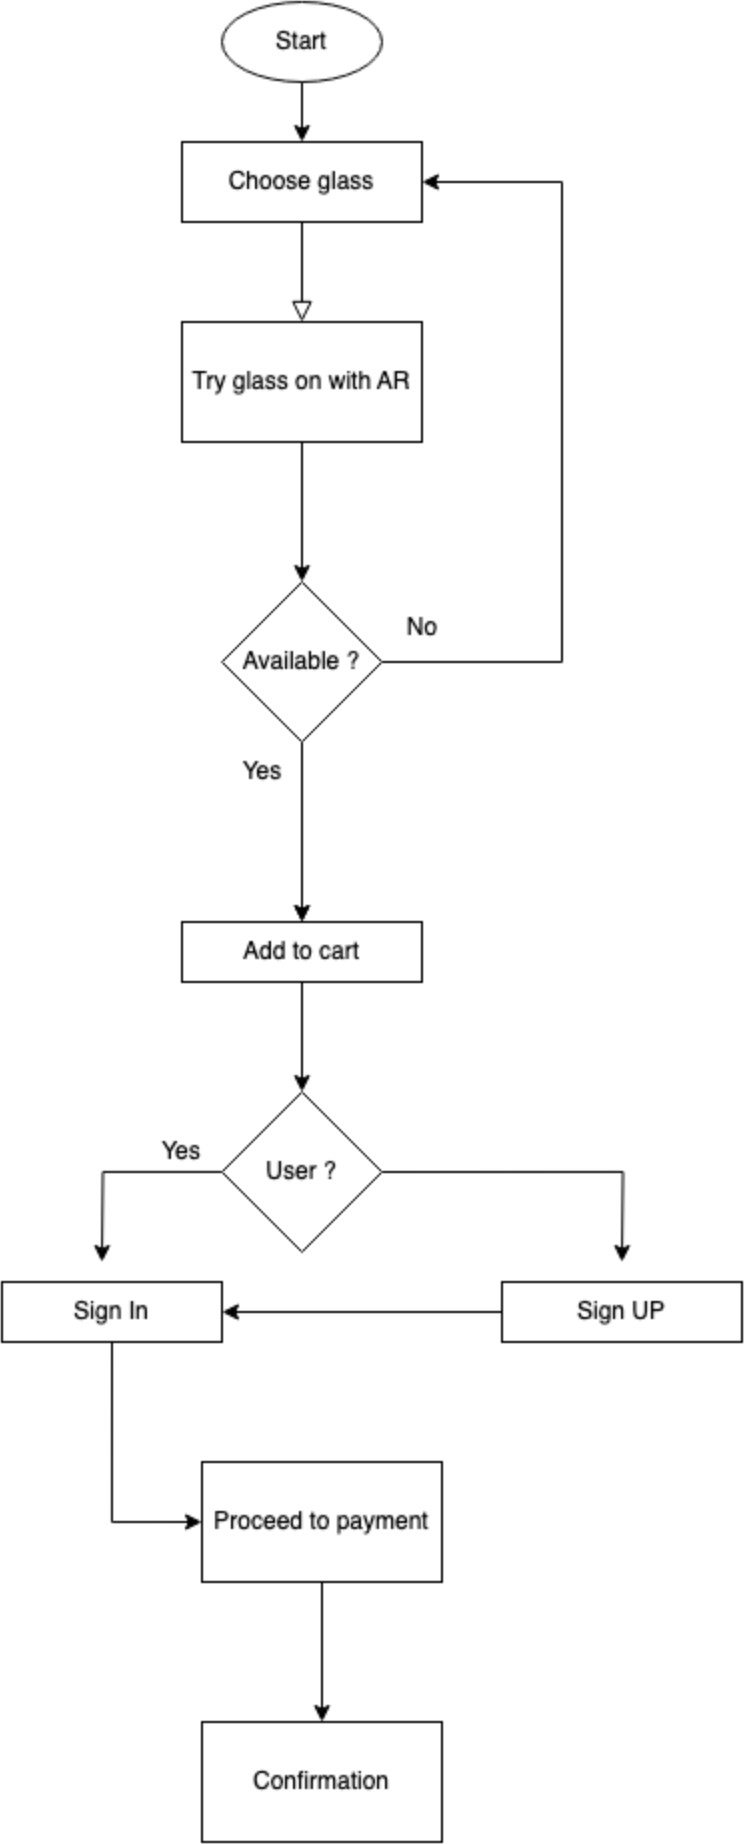 Start
Choose glass
Try glass on with AR
No
Available ?
Yes
Add to cart
Yes
User ?
Sign In
Sign UP
Proceed to payment
Confirmation